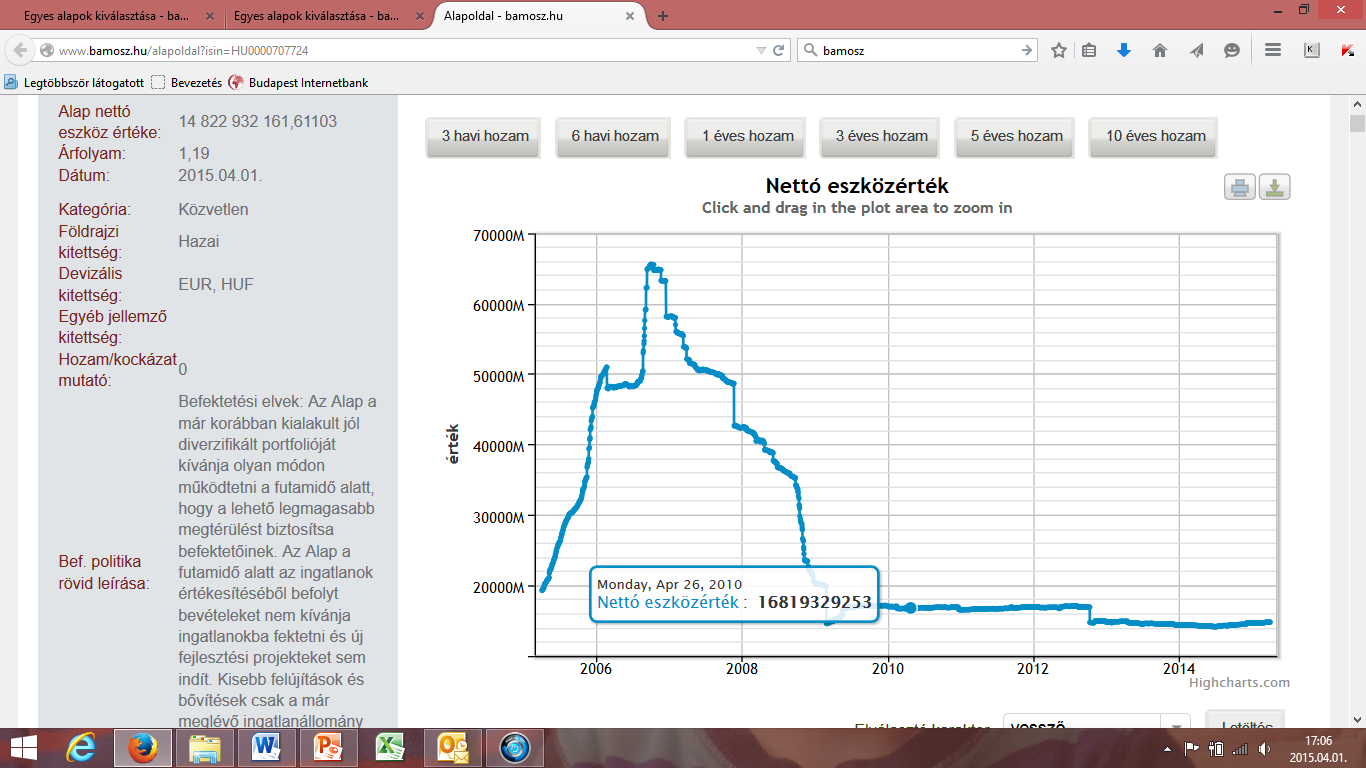 Egyes alapok kiválasztása - ba...
Egyes alapok kiválasztása - ba...
Alapoldal - bamosz.hu
www.bamosz.hu/alapoldal?isin=HU0000707724
bamosz
Legtöbbször látogatott
Bevezetés
Budapest Internetbank
Alap nettó
eszköz értéke:
14 822 932 161,61103
Árfolyam:
1,19
Dátum:
2015.04.01.
Kategória:
Közvetlen
Földrajzi
kitettség:
Hazai
Devizális
kitettség:
EUR, HUF
Egyéb jellemző
kitettség:
Hozam/kockázat
mutató:
0
Bef. politika
rövid leírása:
Befektetési elvek: Az Alap a
már korábban kialakult jól
diverzifikált portfolióját
kívánja olyan módon
működtetni a futamidő alatt,
hogy a lehető legmagasabb
megtérülést biztosítsa
befektetőinek. Az Alap a
futamidő alatt az ingatlanok
értékesítéséből befolyt
bevételeket nem kívánja
ingatlanokba fektetni és új
fejlesztési projekteket sem
indít. Kisebb felújítások és
bővítések csak a már
meglévő ingatlanállomány
3 havi hozam
6 havi hozam
1 éves hozam
3 éves hozam
5 éves hozam
10 éves hozam
Nettó eszközérték
Click and drag in the plot area to zoom in
70000M
60000M
50000M
40000M
30000M
20000M
érték
Monday, Apr 26, 2010
Nettó eszközérték : 16819329253
2006
2008
2010
2012
2014
Highcharts.com
Elválasztó karakter
vessző
Letöltés
17:06
2015.04.01.